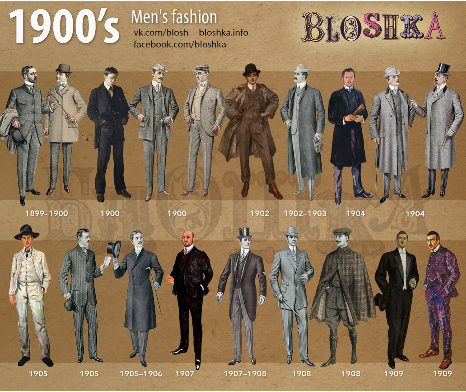 1900's Men's fashion
BLOSHKA
vk.com/blosh bloshka.info
facebook.com/bloshka
1899-1900 1900 1900 1902 1902-1903 1904 1904
BLOSHKA
1905 1905 1905-1906 1907 1907-1908 1908 1908 1909 1909